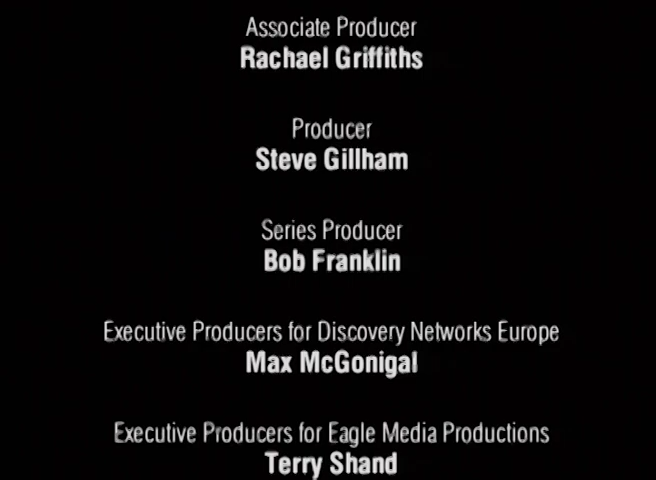 Associate Producer
Rachael Griffiths
Producer
Steve Gillham
Series Producer
Bob Franklin
Executive Producers for Discovery Networks Europe
Max McGonigal
Executive Producers for Eagle Media Productions
Terry Shand